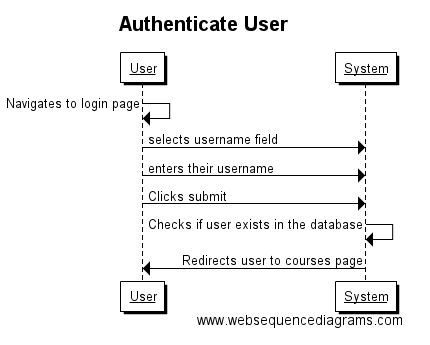 Authenticate User
User
System
Navigates to login page
selects username field
enters their username
Clicks submit
Checks if user exists in the database
Redirects user to courses page
User
System
www.websequencediagrams.com